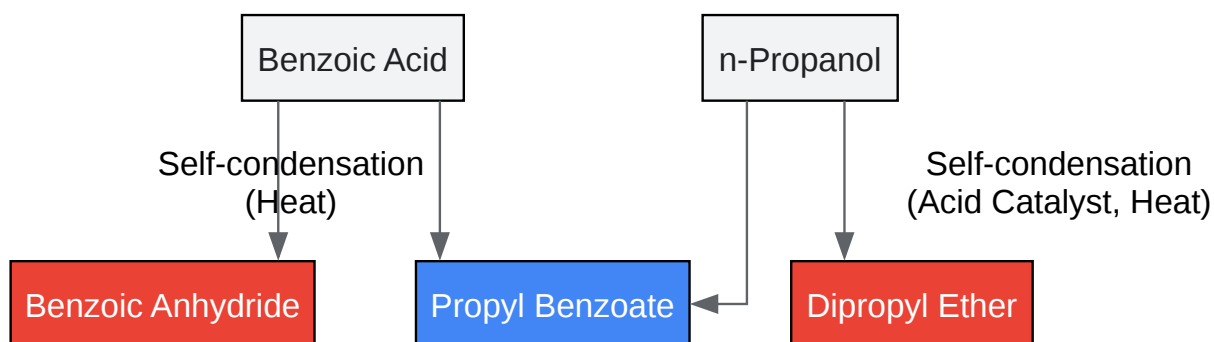 Benzoic Acid
n-Propanol
Self-condensation
(Heat)
Self-condensation
(Acid Catalyst, Heat)
Benzoic Anhydride
Propyl Benzoate
Dipropyl Ether